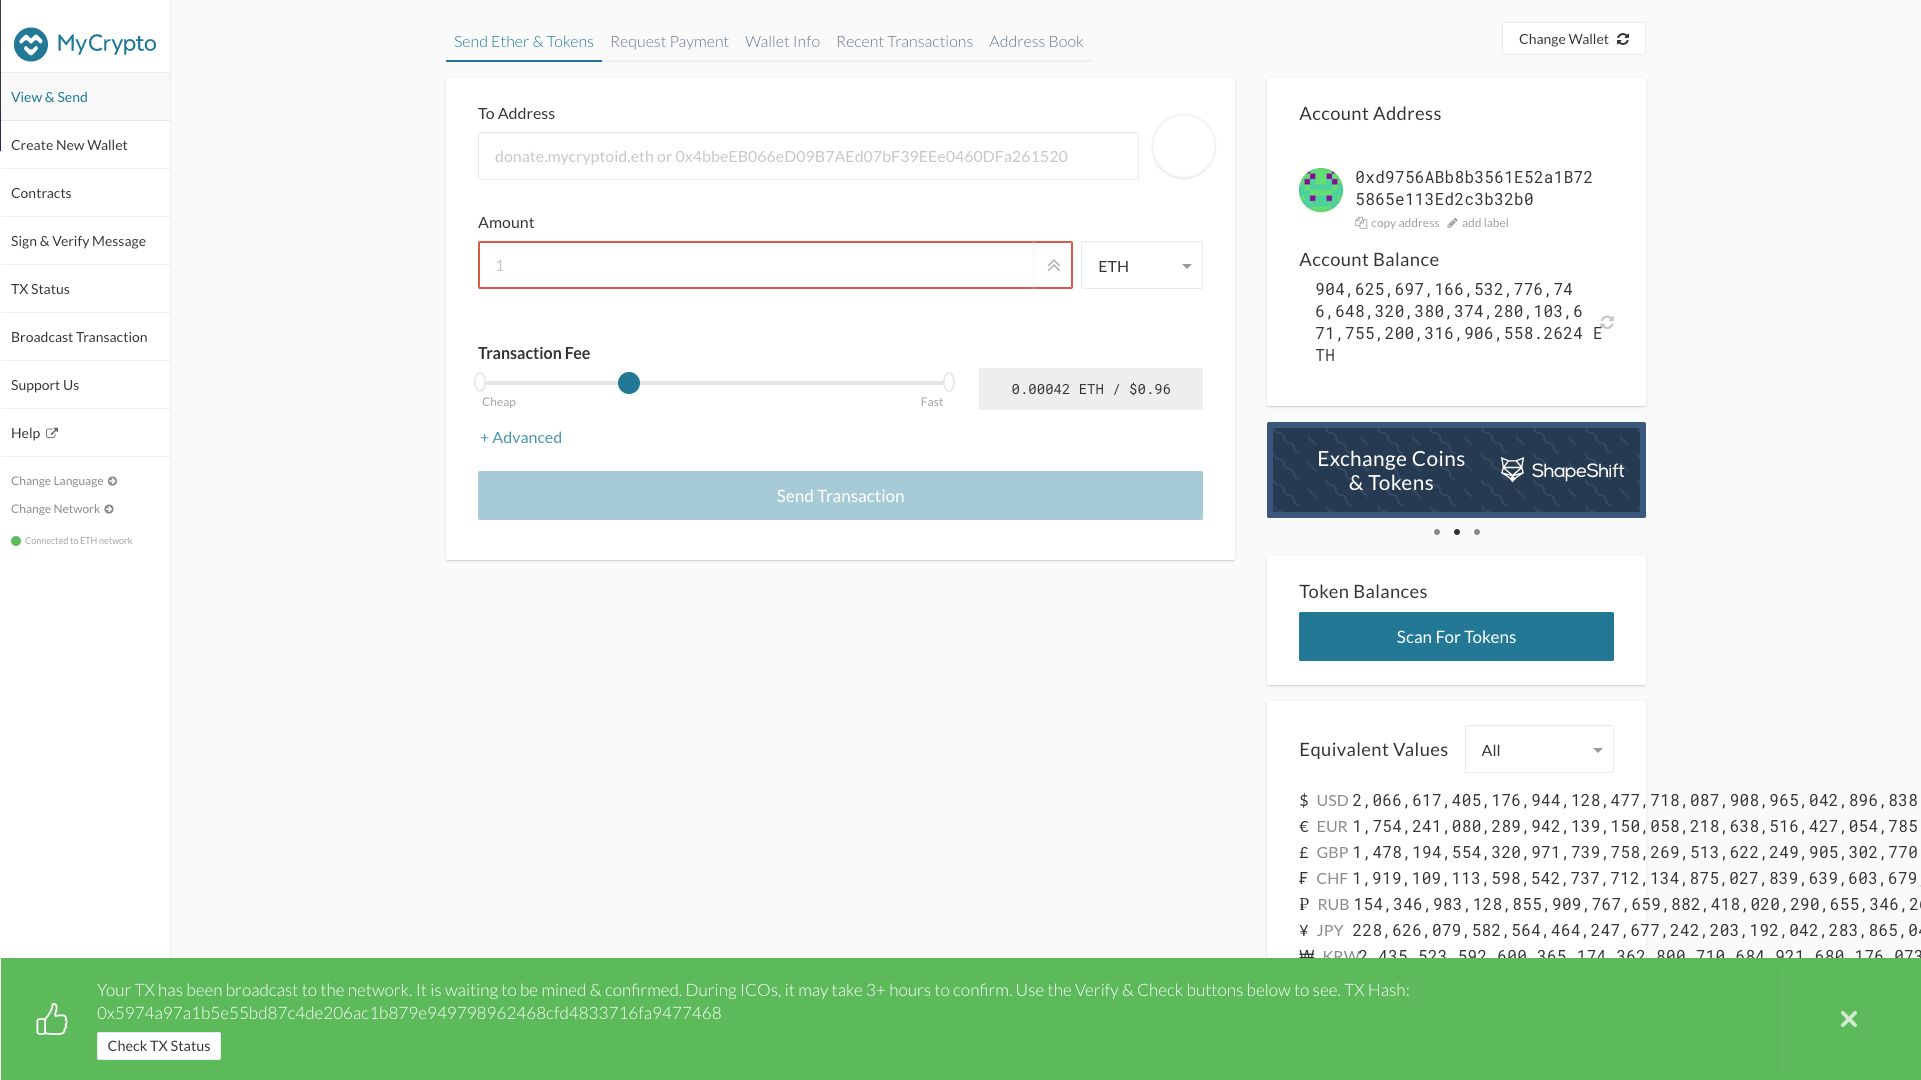 MyCrypto
View & Send
Create New Wallet
Contracts
Sign & Verify Message
TX Status
Broadcast Transaction
Support Us
Help
Change Language
Change Network
Connected to ETH network
Send Ether & Tokens
Request Payment
Wallet Info
Recent Transactions
Address Book
Change Wallet
To Address
donate.mycryptoid.eth or 0x4bbeEB066eD09B7AEd07bF39EEe0460DFa261520
Amount
1
ETH
Transaction Fee
Cheap
Fast
0.00042 ETH / $0.96
+ Advanced
Send Transaction
Account Address
0xd9756ABb8b3561E52a1B72
5865e113Ed2c3b32b0
copy address
add label
Account Balance
904,625,697,166,532,776,74
6,648,320,380,374,280,103,6
71,755,200,316,906,558.2624 E
TH
Exchange Coins
& Tokens
ShapeShift
Token Balances
Scan For Tokens
Equivalent Values
All
$ USD 2,066,617,405,176,944,128,477,718,087,908,965,042,896,838
€ EUR 1,754,241,080,289,942,139,150,058,218,638,516,427,054,785
£ GBP 1,478,194,554,320,971,739,758,269,513,622,249,905,302,770
₣ CHF 1,919,109,113,598,542,737,712,134,875,027,839,639,603,679,
₽ RUB 154,346,983,128,855,909,767,659,882,418,020,290,655,346,2
¥ JPY 228,626,079,582,564,464,247,677,242,203,192,042,283,865,0
₩ KRW 2,435,523,592,600,365,174,362,800,710,684,921,680,176,073
Your TX has been broadcast to the network. It is waiting to be mined & confirmed. During ICOs, it may take 3+ hours to confirm. Use the Verify & Check buttons below to see. TX Hash:
0x5974a97a1b5e55bd87c4de206ac1b879e949798962468cfd4833716fa9477468
Check TX Status